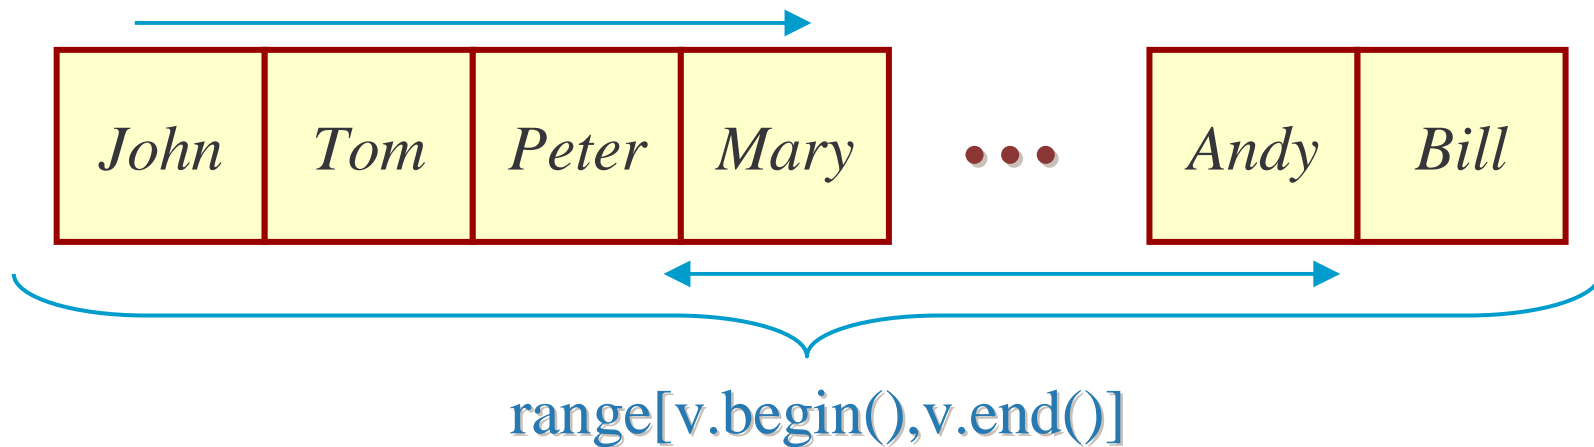 John Tom Peter Mary ••• Andy Bill
range[v.begin(),v.end()]